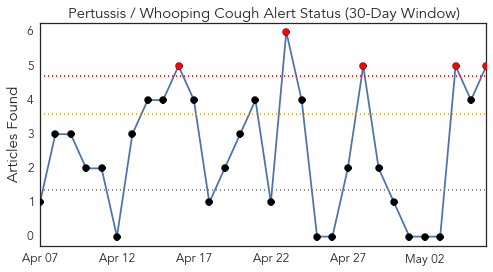 Pertussis / Whooping Cough Alert Status (30-Day Window)
Articles Found
6
5
4
3
2
1
0
Apr 07 Apr 12 Apr 17 Apr 22 Apr 27 May 02